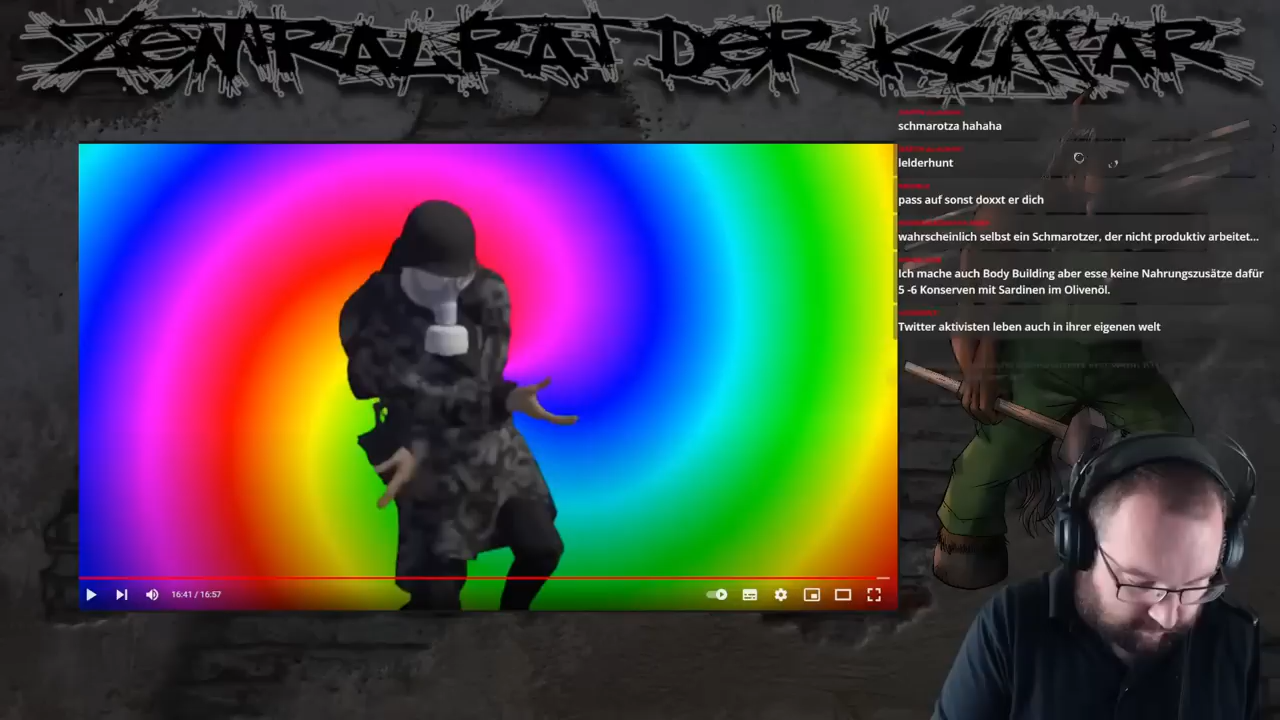 ZENTRALRAT DER KUFFAR
schmarotza hahaha
lelderhunt
pass auf sonst doxxt er dich
wahrscheinlich selbst ein Schmarotzer, der nicht produktiv arbeitet...
Ich mache auch Body Building aber esse keine Nahrungszusätze dafür
5 -6 Konserven mit Sardinen im Olivenöl.
Twitter aktivisten leben auch in ihrer eigenen welt
16:41 / 16:57